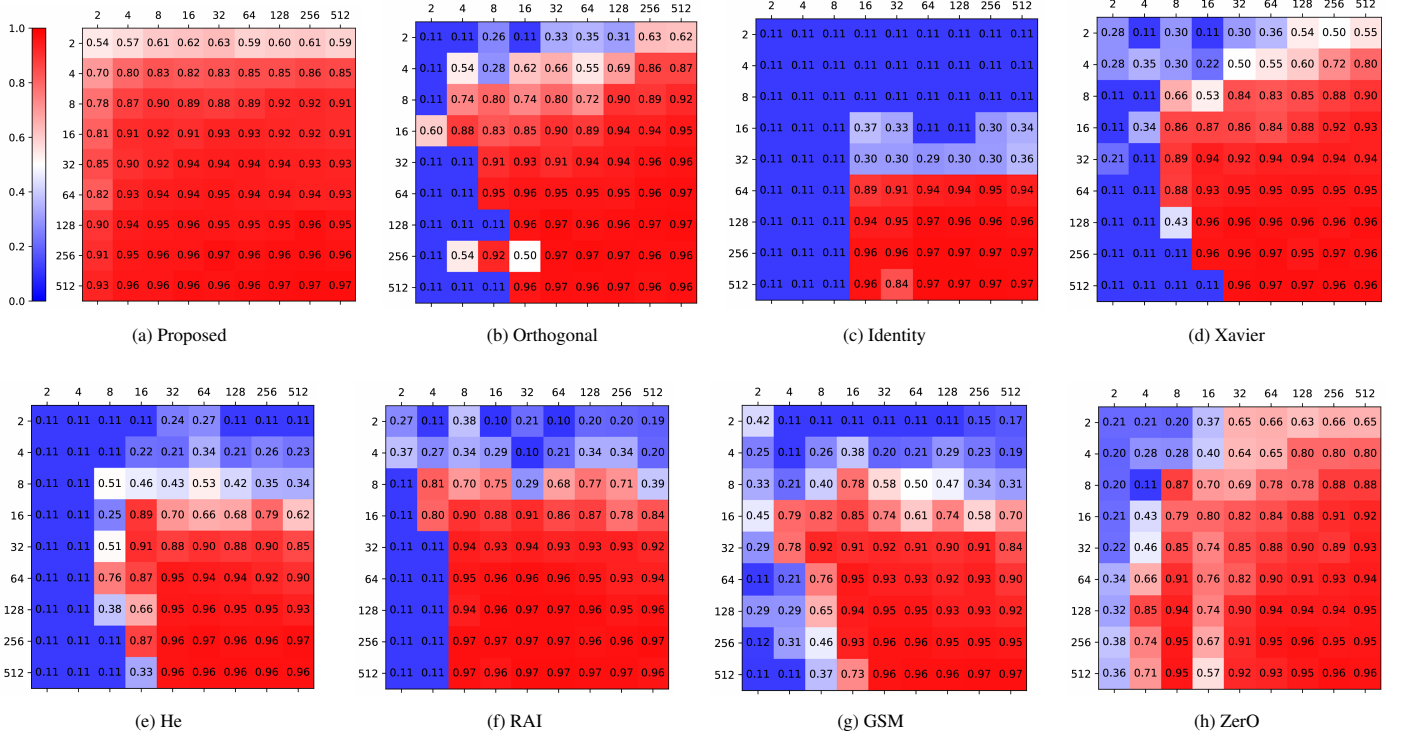 1.0
0.8
0.6
0.4
0.2
0.0
2 4 8 16 32 64 128 256 512
2 0.54 0.57 0.61 0.62 0.63 0.59 0.60 0.61 0.59
4 0.70 0.80 0.83 0.82 0.83 0.85 0.85 0.86 0.85
8 0.78 0.87 0.90 0.89 0.88 0.89 0.92 0.92 0.91
16 0.81 0.91 0.92 0.91 0.93 0.93 0.92 0.92 0.91
32 0.85 0.90 0.92 0.94 0.94 0.94 0.94 0.93 0.93
64 0.82 0.93 0.94 0.94 0.95 0.94 0.94 0.94 0.93
128 0.90 0.94 0.95 0.96 0.95 0.95 0.95 0.95 0.94
256 0.91 0.95 0.96 0.96 0.97 0.96 0.96 0.96 0.96
512 0.93 0.96 0.96 0.96 0.97 0.97 0.97 0.96 0.97
(a) Proposed
2 4 8 16 32 64 128 256 512
2 0.11 0.11 0.26 0.11 0.33 0.35 0.31 0.63 0.62
4 0.11 0.54 0.28 0.62 0.66 0.55 0.69 0.86 0.87
8 0.11 0.74 0.80 0.74 0.80 0.72 0.90 0.89 0.92
16 0.60 0.88 0.83 0.85 0.90 0.89 0.94 0.94 0.95
32 0.11 0.11 0.91 0.93 0.91 0.94 0.94 0.96 0.96
64 0.11 0.11 0.95 0.96 0.95 0.95 0.96 0.96 0.97
128 0.11 0.11 0.11 0.96 0.97 0.97 0.96 0.97 0.97
256 0.11 0.54 0.92 0.50 0.97 0.97 0.97 0.96 0.96
512 0.11 0.11 0.11 0.96 0.97 0.97 0.97 0.96 0.96
(b) Orthogonal
2 4 8 16 32 64 128 256 512
2 0.11 0.11 0.11 0.11 0.11 0.11 0.11 0.11 0.11
4 0.11 0.11 0.11 0.11 0.11 0.11 0.11 0.11 0.11
8 0.11 0.11 0.11 0.11 0.11 0.11 0.11 0.11 0.11
16 0.11 0.11 0.11 0.37 0.33 0.11 0.11 0.30 0.34
32 0.11 0.11 0.11 0.30 0.30 0.29 0.30 0.30 0.36
64 0.11 0.11 0.11 0.89 0.91 0.94 0.94 0.95 0.94
128 0.11 0.11 0.11 0.94 0.95 0.97 0.96 0.96 0.96
256 0.11 0.11 0.11 0.96 0.96 0.97 0.97 0.97 0.96
512 0.11 0.11 0.11 0.96 0.84 0.97 0.97 0.97 0.97
(c) Identity
2 4 8 16 32 64 128 256 512
2 0.28 0.11 0.30 0.11 0.30 0.36 0.54 0.50 0.55
4 0.28 0.35 0.30 0.22 0.50 0.55 0.60 0.72 0.80
8 0.11 0.11 0.66 0.53 0.84 0.83 0.85 0.88 0.90
16 0.11 0.34 0.86 0.87 0.86 0.84 0.88 0.92 0.93
32 0.21 0.11 0.89 0.94 0.92 0.94 0.94 0.94 0.94
64 0.11 0.11 0.88 0.93 0.95 0.95 0.95 0.96 0.96
128 0.11 0.11 0.43 0.96 0.96 0.96 0.96 0.96 0.96
256 0.11 0.11 0.11 0.96 0.96 0.95 0.97 0.96 0.96
512 0.11 0.11 0.11 0.11 0.97 0.97 0.97 0.97 0.96
(d) Xavier
2 4 8 16 32 64 128 256 512
2 0.11 0.11 0.11 0.11 0.24 0.27 0.11 0.11 0.11
4 0.11 0.11 0.11 0.22 0.21 0.34 0.21 0.26 0.23
8 0.11 0.11 0.51 0.46 0.43 0.53 0.42 0.35 0.34
16 0.11 0.11 0.25 0.89 0.70 0.66 0.68 0.79 0.62
32 0.11 0.11 0.51 0.91 0.88 0.90 0.88 0.90 0.85
64 0.11 0.11 0.76 0.87 0.95 0.94 0.94 0.92 0.90
128 0.11 0.11 0.38 0.66 0.95 0.96 0.95 0.95 0.93
256 0.11 0.11 0.11 0.87 0.96 0.97 0.96 0.96 0.96
512 0.11 0.11 0.11 0.33 0.96 0.96 0.96 0.96 0.96
(e) He
2 4 8 16 32 64 128 256 512
2 0.27 0.11 0.38 0.10 0.21 0.10 0.20 0.20 0.19
4 0.37 0.27 0.34 0.29 0.10 0.21 0.34 0.34 0.20
8 0.11 0.81 0.70 0.75 0.29 0.68 0.77 0.71 0.39
16 0.11 0.80 0.90 0.88 0.91 0.86 0.87 0.78 0.84
32 0.11 0.11 0.94 0.93 0.94 0.93 0.93 0.93 0.92
64 0.11 0.11 0.95 0.96 0.96 0.95 0.96 0.93 0.94
128 0.11 0.11 0.94 0.96 0.97 0.96 0.96 0.95 0.96
256 0.11 0.11 0.97 0.97 0.97 0.97 0.96 0.97 0.97
512 0.11 0.11 0.97 0.96 0.97 0.97 0.96 0.97 0.96
(f) RAI
2 4 8 16 32 64 128 256 512
2 0.42 0.11 0.11 0.11 0.11 0.11 0.11 0.15 0.17
4 0.25 0.11 0.26 0.38 0.20 0.21 0.29 0.23 0.19
8 0.33 0.21 0.40 0.78 0.58 0.50 0.47 0.34 0.31
16 0.45 0.79 0.82 0.85 0.74 0.61 0.74 0.58 0.70
32 0.29 0.78 0.92 0.91 0.92 0.91 0.90 0.91 0.84
64 0.11 0.21 0.76 0.95 0.93 0.93 0.92 0.93 0.90
128 0.29 0.29 0.65 0.94 0.95 0.95 0.93 0.93 0.92
256 0.12 0.31 0.46 0.93 0.96 0.96 0.96 0.95 0.95
512 0.11 0.11 0.37 0.73 0.96 0.96 0.96 0.97 0.97
(g) GSM
2 4 8 16 32 64 128 256 512
2 0.21 0.21 0.20 0.37 0.65 0.66 0.63 0.66 0.65
4 0.20 0.28 0.28 0.40 0.64 0.65 0.80 0.80 0.80
8 0.20 0.11 0.87 0.70 0.69 0.78 0.78 0.88 0.88
16 0.21 0.43 0.79 0.80 0.82 0.84 0.88 0.91 0.92
32 0.22 0.46 0.85 0.74 0.85 0.88 0.90 0.89 0.93
64 0.34 0.66 0.91 0.76 0.82 0.90 0.91 0.93 0.94
128 0.32 0.85 0.94 0.74 0.90 0.94 0.94 0.94 0.95
256 0.38 0.74 0.95 0.67 0.91 0.95 0.96 0.94 0.95
512 0.36 0.71 0.95 0.57 0.92 0.93 0.95 0.96 0.96
(h) ZerO